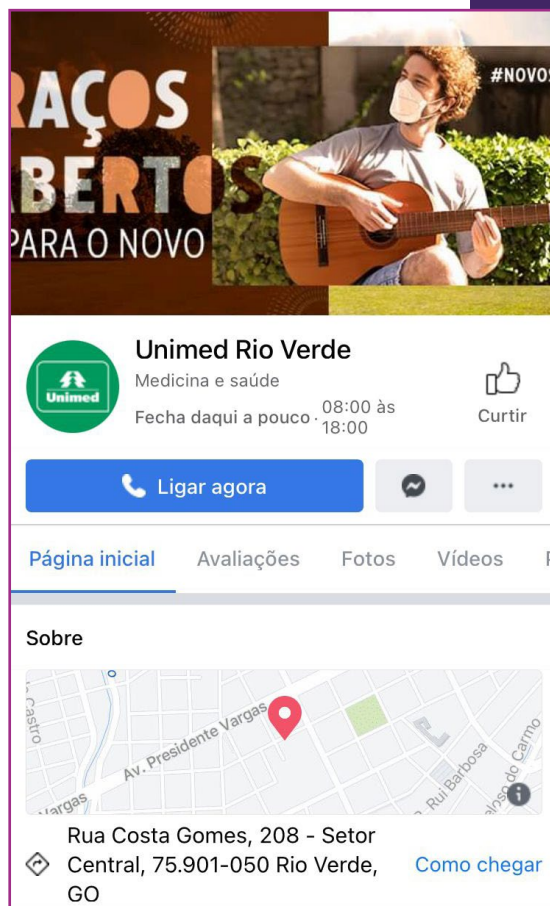 RAÇOS
BERTOS
PARA O NOVO
#NOVOS
Unimed
Unimed Rio Verde
Medicina e saúde
Fecha daqui a pouco · 08:00 às
18:00
Curtir
Ligar agora
Página inicial Avaliações Fotos Vídeos
Sobre
Castro
Av. Presidente Vargas
Vargas
Rui Barbosa
do Carmo
Rua Costa Gomes, 208 - Setor
Central, 75.901-050 Rio Verde,
GO
Como chegar